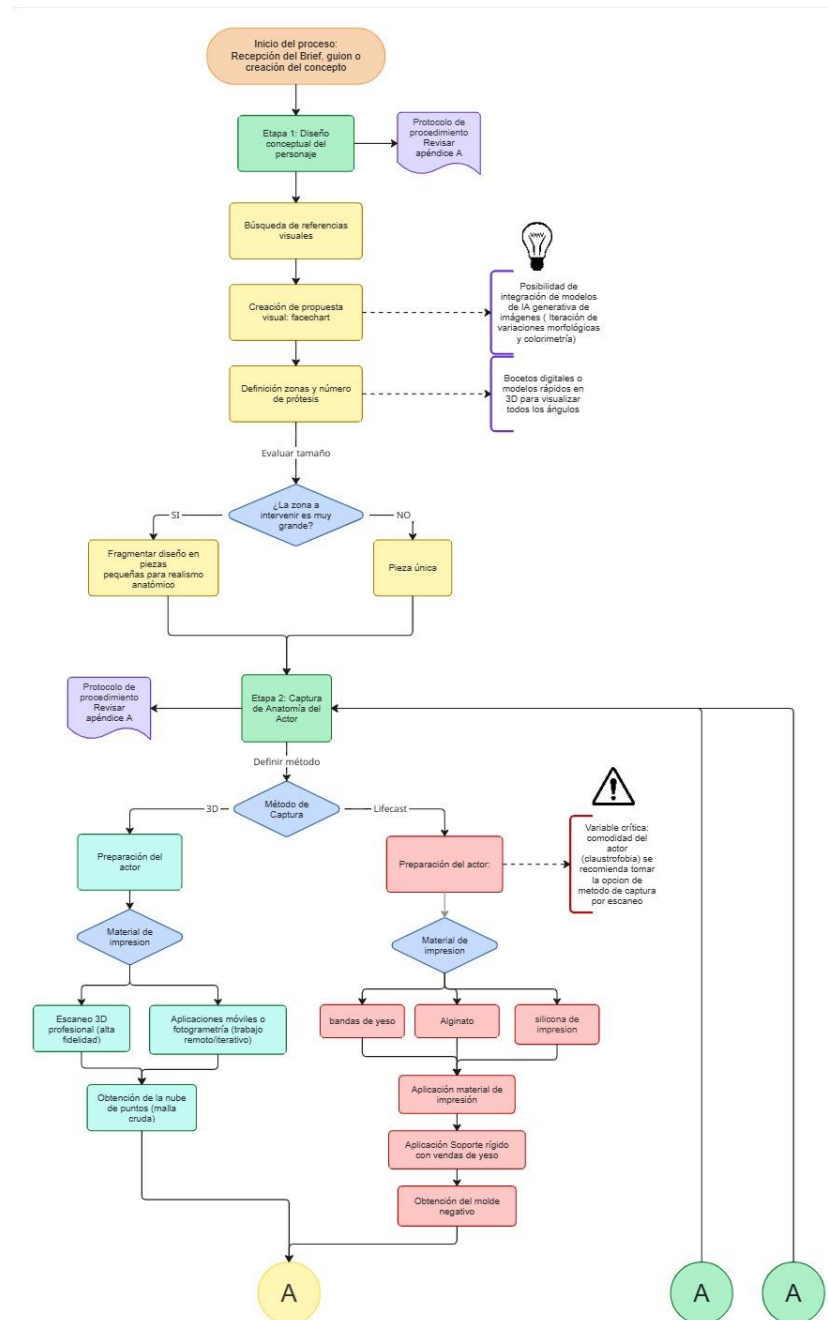 Inicio del proceso:
Recepción del Brief, guion o
creación del concepto
Etapa 1: Diseño
conceptual del
personaje
Protocolo de
procedimiento
Revisar
apéndice A
Búsqueda de referencias
visuales
Creación de propuesta
visual: facechart
Posibilidad de
integración de modelos
de IA generativa de
imágenes ( Iteración de
variaciones morfológicas
y colorimetría)
Definición zonas y número
de prótesis
Bocetos digitales o
modelos rápidos en
3D para visualizar
todos los ángulos
Evaluar tamaño
¿La zona a
intervenir es muy
grande?
SI
NO
Fragmentar diseño en
piezas
pequeñas para realismo
anatómico
Pieza única
Protocolo de
procedimiento
Revisar
apéndice A
Etapa 2: Captura
de Anatomía del
Actor
Definir método
Método de
Captura
3D
Lifecast
Preparación del
actor
Preparación del actor:
Variable crítica:
comodidad del
actor
(claustrofobia) se
recomienda tomar
la opcion de
metodo de captura
por escaneo
Material de
impresion
Material de
impresion
Escaneo 3D
profesional (alta
fidelidad)
Aplicaciones móviles o
fotogrametría (trabajo
remoto/iterativo)
bandas de yeso
Alginato
silicona de
impresion
Obtención de la nube
de puntos (malla
cruda)
Aplicación material de
impresión
Aplicación Soporte rígido
con vendas de yeso
Obtención del molde
negativo
A
A
A